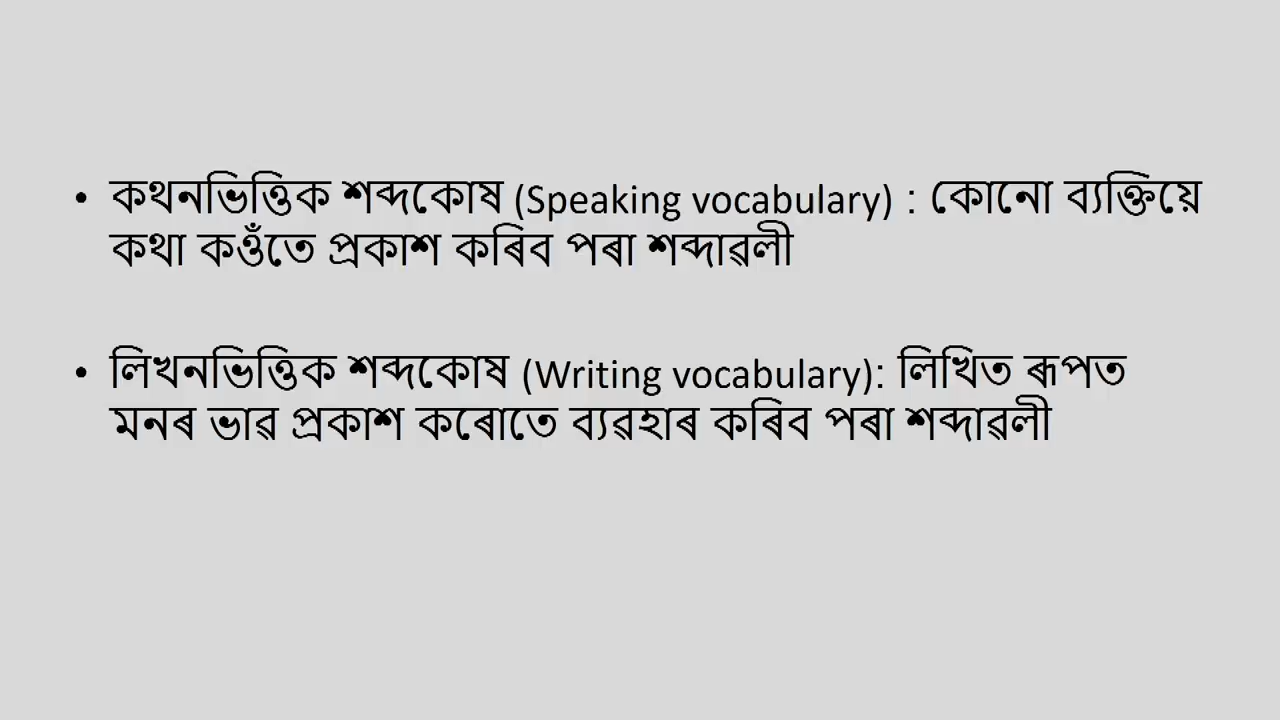 • কথনভিত্তিক শব্দকোষ (Speaking vocabulary) : কোনো ব্যক্তিয়ে
কথা কওঁতে প্ৰকাশ কৰিব পৰা শব্দাৱলী
• লিখনভিত্তিক শব্দকোষ (Writing vocabulary): লিখিত ৰূপত
মনৰ ভাৱ প্ৰকাশ কৰোতে ব্যৱহাৰ কৰিব পৰা শব্দাৱলী